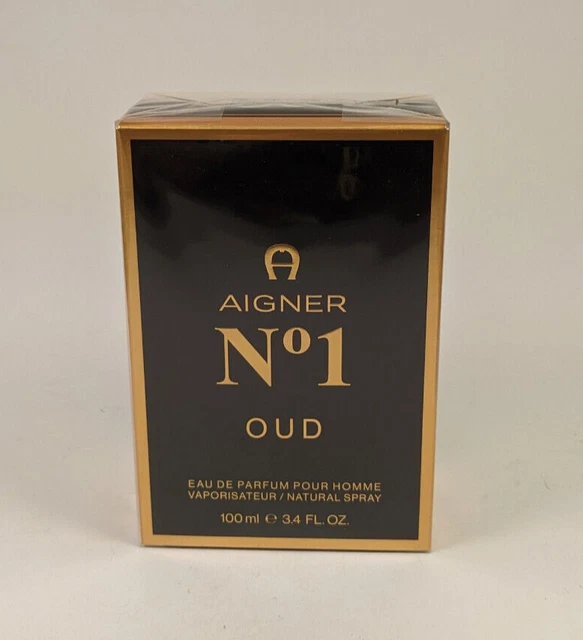 AIGNER
Nº1
OUD
EAU DE PARFUM POUR HOMME
VAPORISATEUR / NATURAL SPRAY
100 ml ℮ 3.4 FL. OZ.